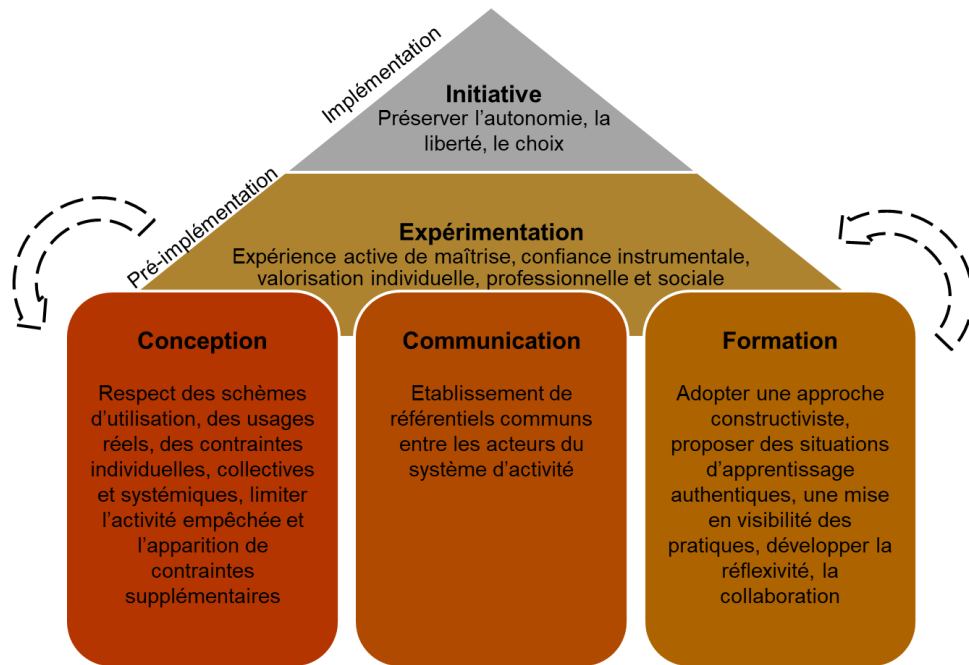 Implémentation
Initiative
Préserver l’autonomie, la
liberté, le choix
Pré-implémentation
Expérimentation
Expérience active de maîtrise, confiance instrumentale,
valorisation individuelle, professionnelle et sociale
Conception
Respect des schèmes
d’utilisation, des usages
réels, des contraintes
individuelles, collectives
et systémiques, limiter
l’activité empêchée et
l’apparition de
contraintes
supplémentaires
Communication
Etablissement de
référentiels communs
entre les acteurs du
système d’activité
Formation
Adopter une approche
constructiviste,
proposer des situations
d’apprentissage
authentiques, une mise
en visibilité des
pratiques, développer la
réflexivité, la
collaboration